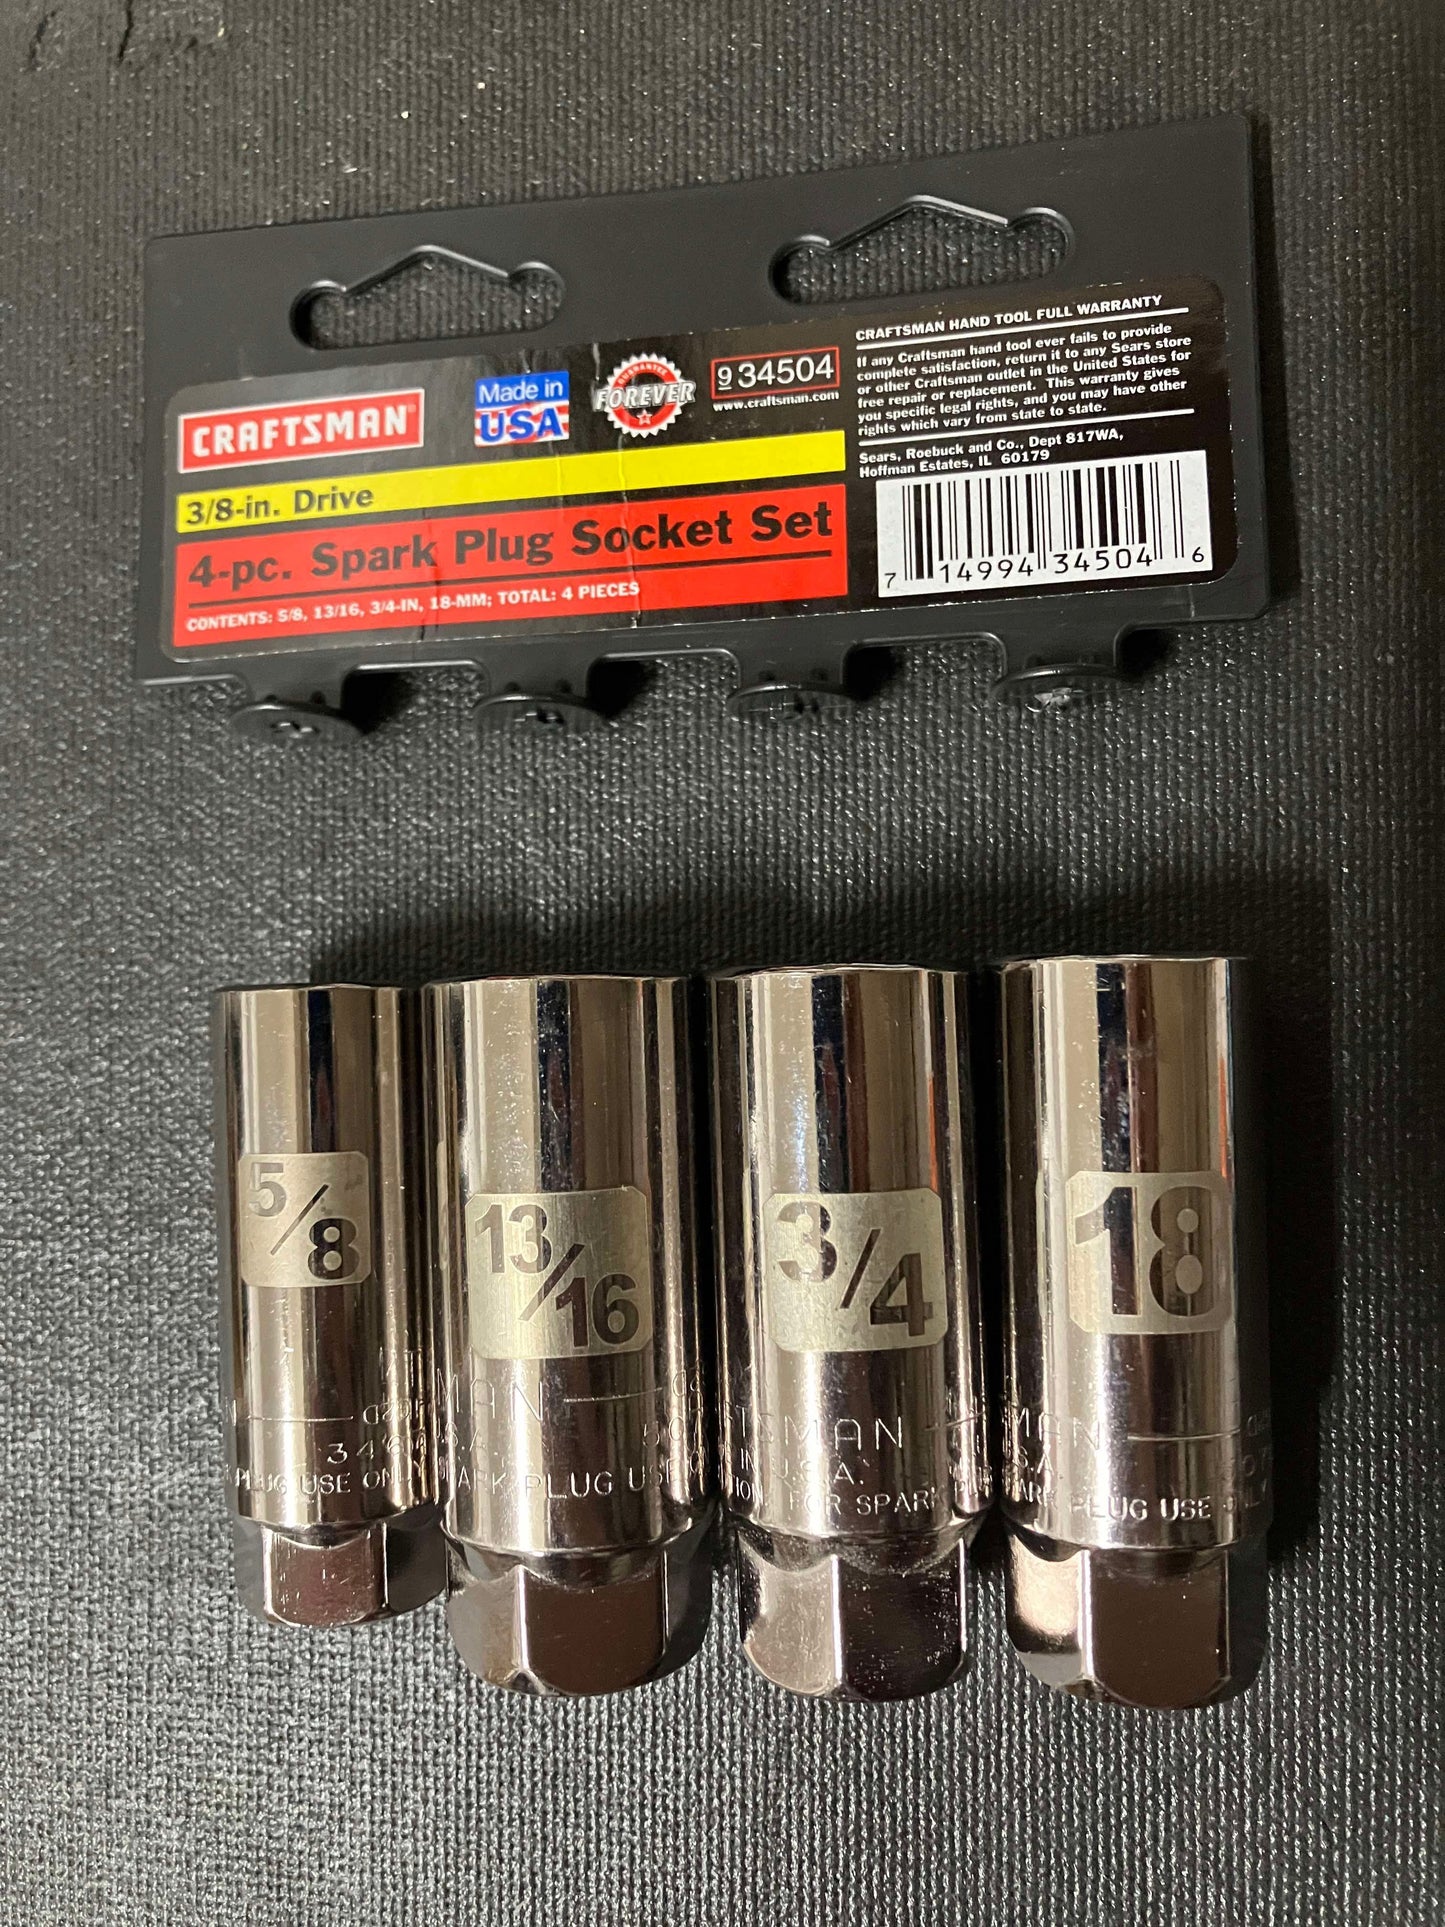 CRAFTSMAN®
Made in
USA
GUARANTEE
FOREVER
9 34504
www.craftsman.com
3/8-in. Drive
4-pc. Spark Plug Socket Set
CONTENTS: 5/8, 13/16, 3/4-IN, 18-MM; TOTAL: 4 PIECES
CRAFTSMAN HAND TOOL FULL WARRANTY
If any Craftsman hand tool ever fails to provide
complete satisfaction, return it to any Sears store
or other Craftsman outlet in the United States for
free repair or replacement. This warranty gives
you specific legal rights, and you may have other
rights which vary from state to state.
Sears, Roebuck and Co., Dept 817WA,
Hoffman Estates, IL 60179
7 14994 34504 6
5/8
PLUG USE ONLY
13/16
MAN
S.A.
PARK PLUG USE
3/4
TSMAN
IN U.S.A.
ION FOR SPARK
18
MAN
S.A.
PLUG USE